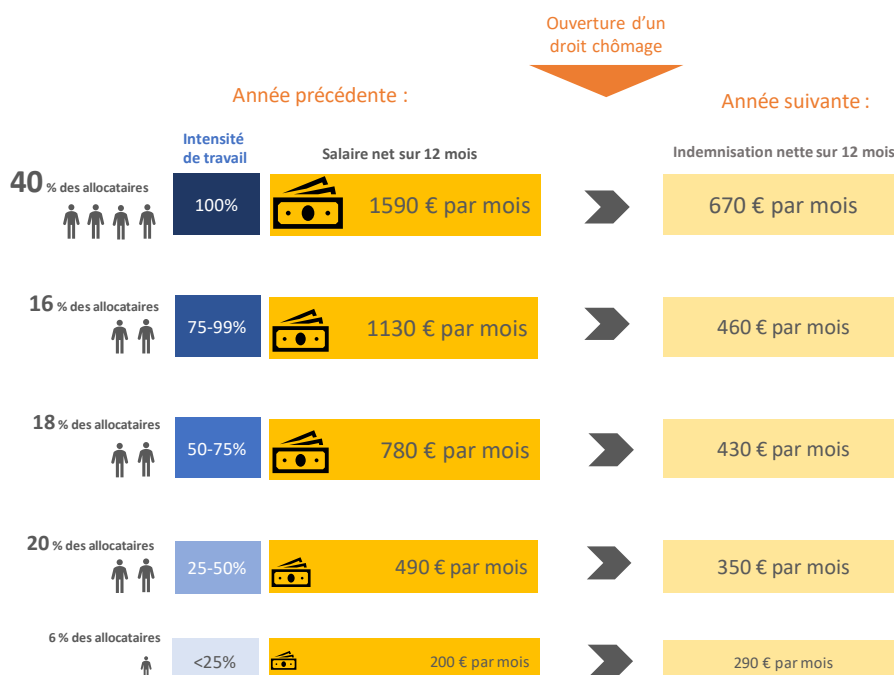 Ouverture d'un
droit chômage
Année précédente :
Année suivante :
Intensité
de travail
Salaire net sur 12 mois
Indemnisation nette sur 12 mois
40 % des allocataires
100%
1590 € par mois
670 € par mois
16 % des allocataires
75-99%
1130 € par mois
460 € par mois
18 % des allocataires
50-75%
780 € par mois
430 € par mois
20 % des allocataires
25-50%
490 € par mois
350 € par mois
6 % des allocataires
<25%
200 € par mois
290 € par mois